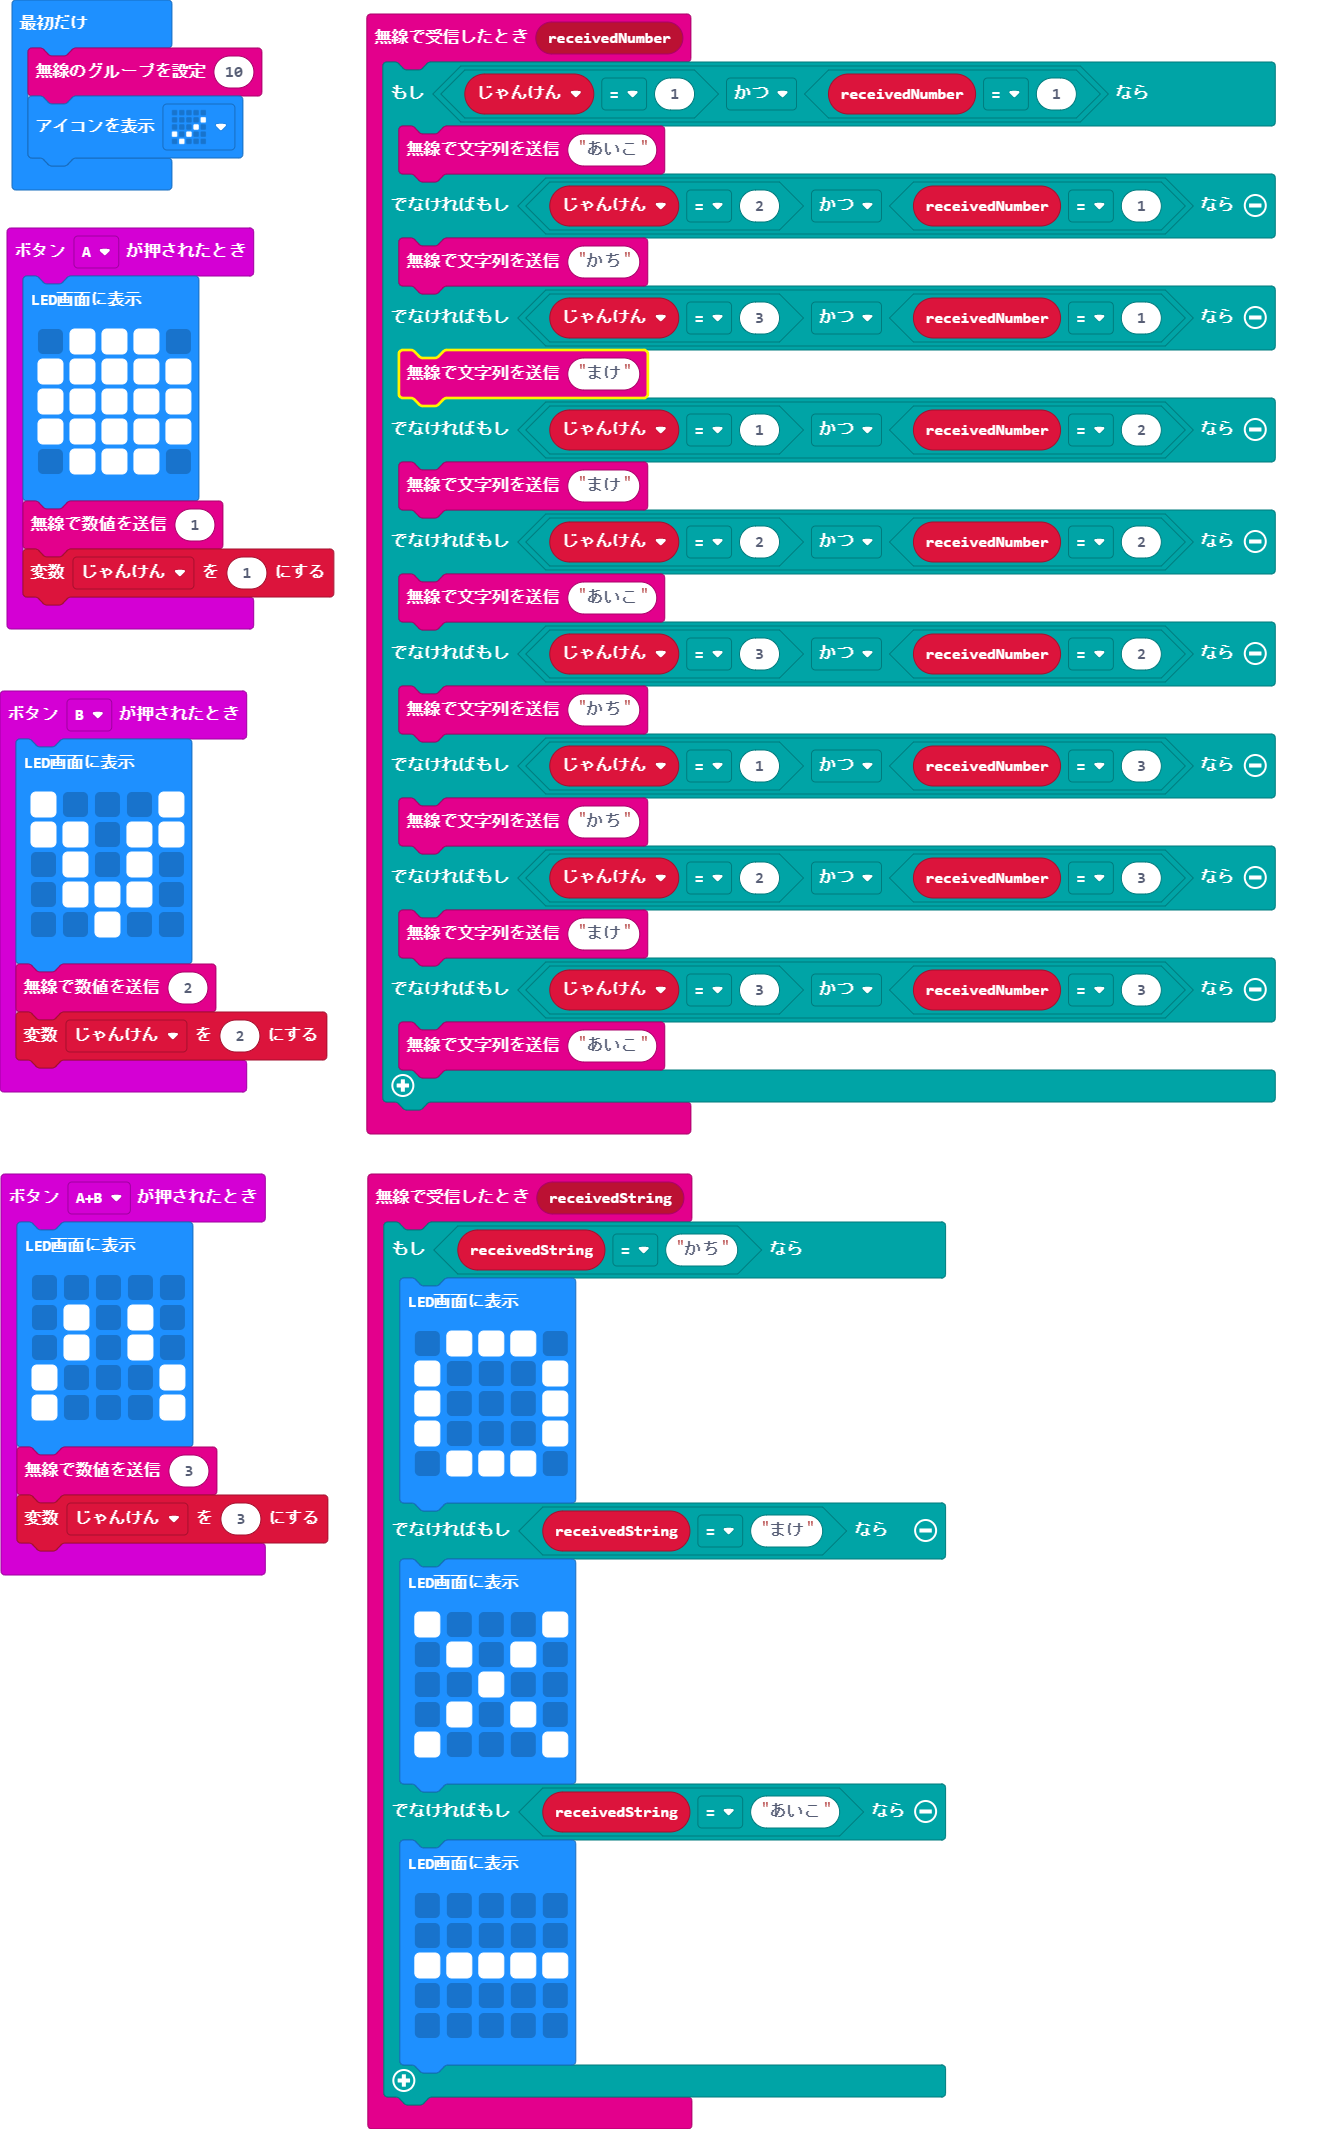 最初だけ
無線のグループを設定 10
アイコンを表示
ボタン A が押されたとき
LED画面に表示
無線で数値を送信 1
変数 じゃんけん を 1 にする
ボタン B が押されたとき
LED画面に表示
無線で数値を送信 2
変数 じゃんけん を 2 にする
ボタン A+B が押されたとき
LED画面に表示
無線で数値を送信 3
変数 じゃんけん を 3 にする
無線で受信したとき receivedNumber
もし じゃんけん = 1 かつ receivedNumber = 1 なら
無線で文字列を送信 "あいこ"
でなければもし じゃんけん = 2 かつ receivedNumber = 1 なら
無線で文字列を送信 "かち"
でなければもし じゃんけん = 3 かつ receivedNumber = 1 なら
無線で文字列を送信 "まけ"
でなければもし じゃんけん = 1 かつ receivedNumber = 2 なら
無線で文字列を送信 "まけ"
でなければもし じゃんけん = 2 かつ receivedNumber = 2 なら
無線で文字列を送信 "あいこ"
でなければもし じゃんけん = 3 かつ receivedNumber = 2 なら
無線で文字列を送信 "かち"
でなければもし じゃんけん = 1 かつ receivedNumber = 3 なら
無線で文字列を送信 "かち"
でなければもし じゃんけん = 2 かつ receivedNumber = 3 なら
無線で文字列を送信 "まけ"
でなければもし じゃんけん = 3 かつ receivedNumber = 3 なら
無線で文字列を送信 "あいこ"
無線で受信したとき receivedString
もし receivedString = "かち" なら
LED画面に表示
でなければもし receivedString = "まけ" なら
LED画面に表示
でなければもし receivedString = "あいこ" なら
LED画面に表示